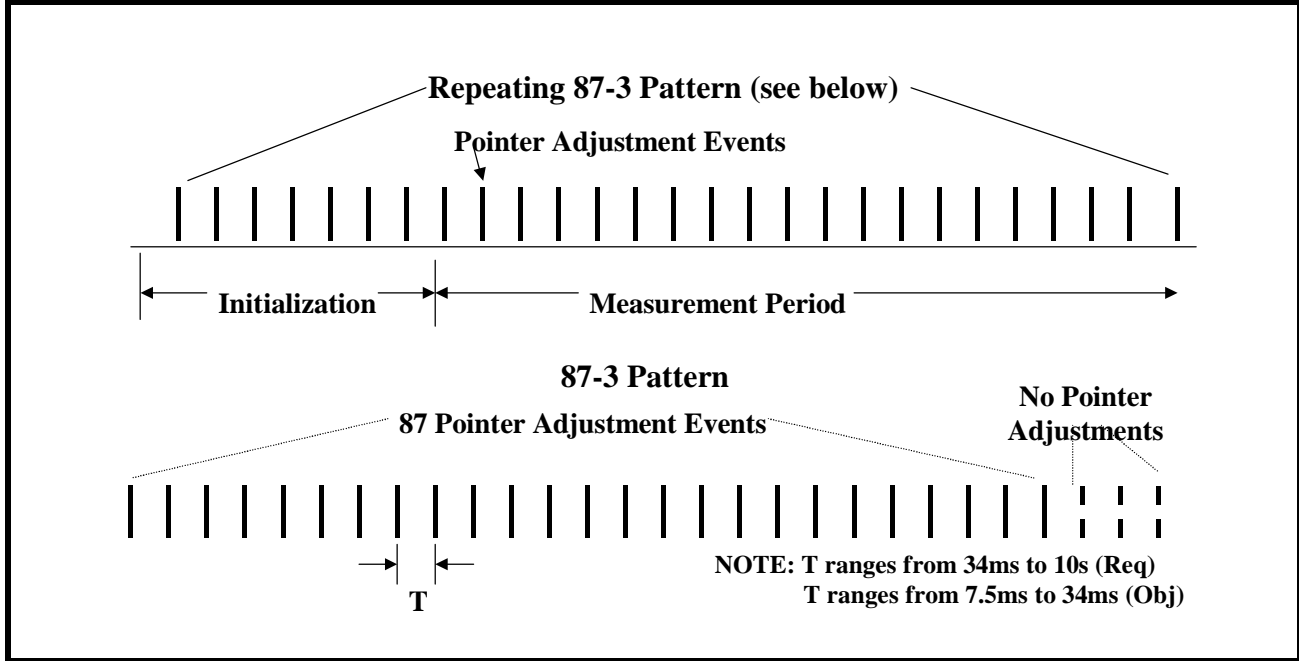 Repeating 87-3 Pattern (see below)
Pointer Adjustment Events
Initialization
Measurement Period
87-3 Pattern
87 Pointer Adjustment Events
No Pointer
Adjustments
T
NOTE: T ranges from 34ms to 10s (Req)
T ranges from 7.5ms to 34ms (Obj)